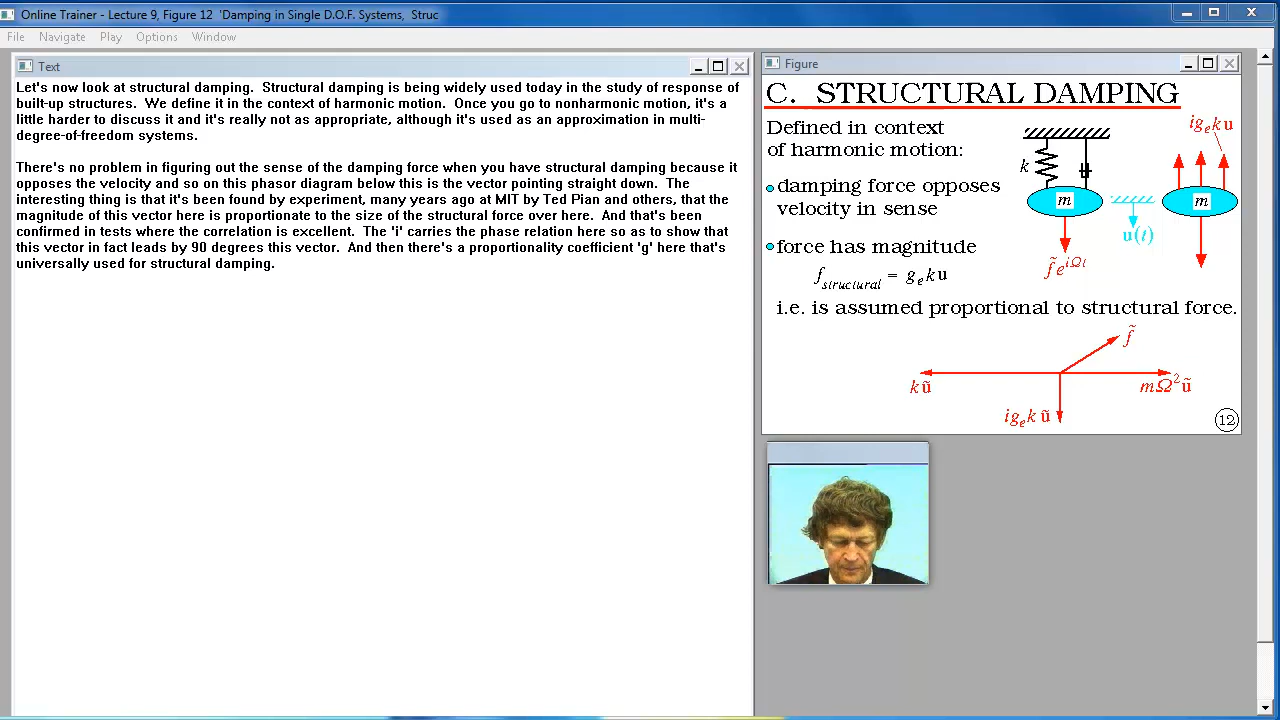 Online Trainer - Lecture 9, Figure 12 'Damping in Single D.O.F. Systems, Struc
File Navigate Play Options Window
Text
Let's now look at structural damping. Structural damping is being widely used today in the study of response of
built-up structures. We define it in the context of harmonic motion. Once you go to nonharmonic motion, it's a
little harder to discuss it and it's really not as appropriate, although it's used as an approximation in multi-
degree-of-freedom systems.
There's no problem in figuring out the sense of the damping force when you have structural damping because it
opposes the velocity and so on this phasor diagram below this is the vector pointing straight down. The
interesting thing is that it's been found by experiment, many years ago at MIT by Ted Pian and others, that the
magnitude of this vector here is proportionate to the size of the structural force over here. And that's been
confirmed in tests where the correlation is excellent. The 'i' carries the phase relation here so as to show that
this vector in fact leads by 90 degrees this vector. And then there's a proportionality coefficient 'g' here that's
universally used for structural damping.
Figure
C. STRUCTURAL DAMPING
Defined in context
of harmonic motion:
damping force opposes
velocity in sense
force has magnitude
f_structural = g_e k u
i.e. is assumed proportional to structural force.
k
m
f̃ e^iΩt
u(t)
i g_e k u
m
f̃
k ũ
mΩ² ũ
i g_e k ũ
12